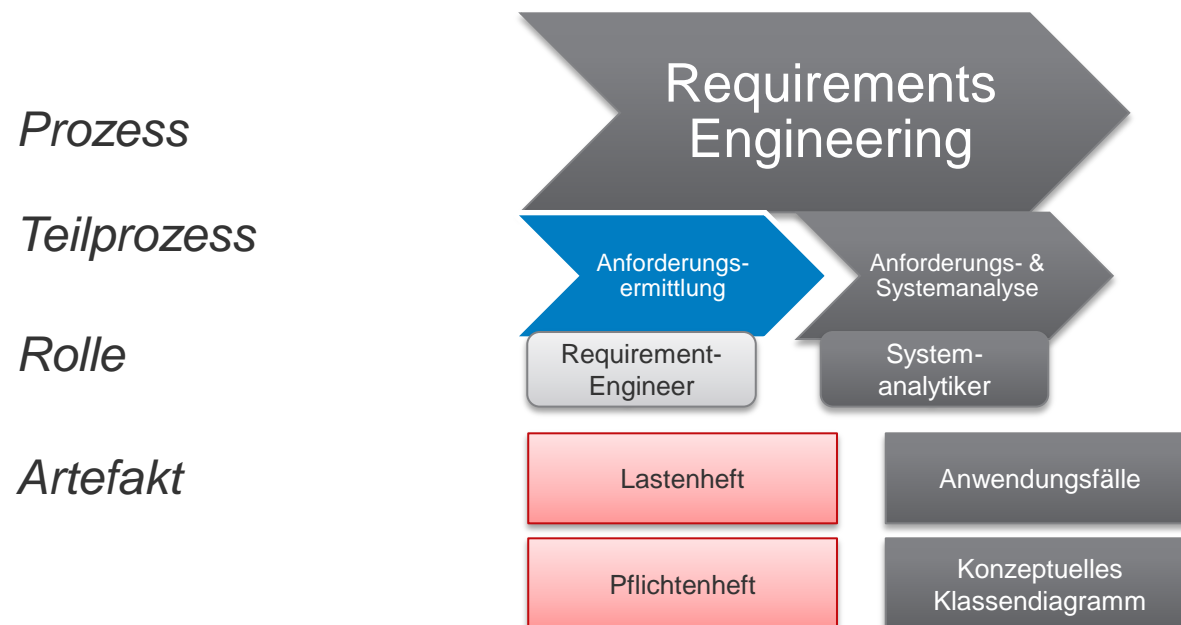 Prozess
Requirements
Engineering
Teilprozess
Anforderungs-
ermittlung
Anforderungs- &
Systemanalyse
Rolle
Requirement-
Engineer
System-
analytiker
Artefakt
Lastenheft
Anwendungsfälle
Pflichtenheft
Konzeptuelles
Klassendiagramm